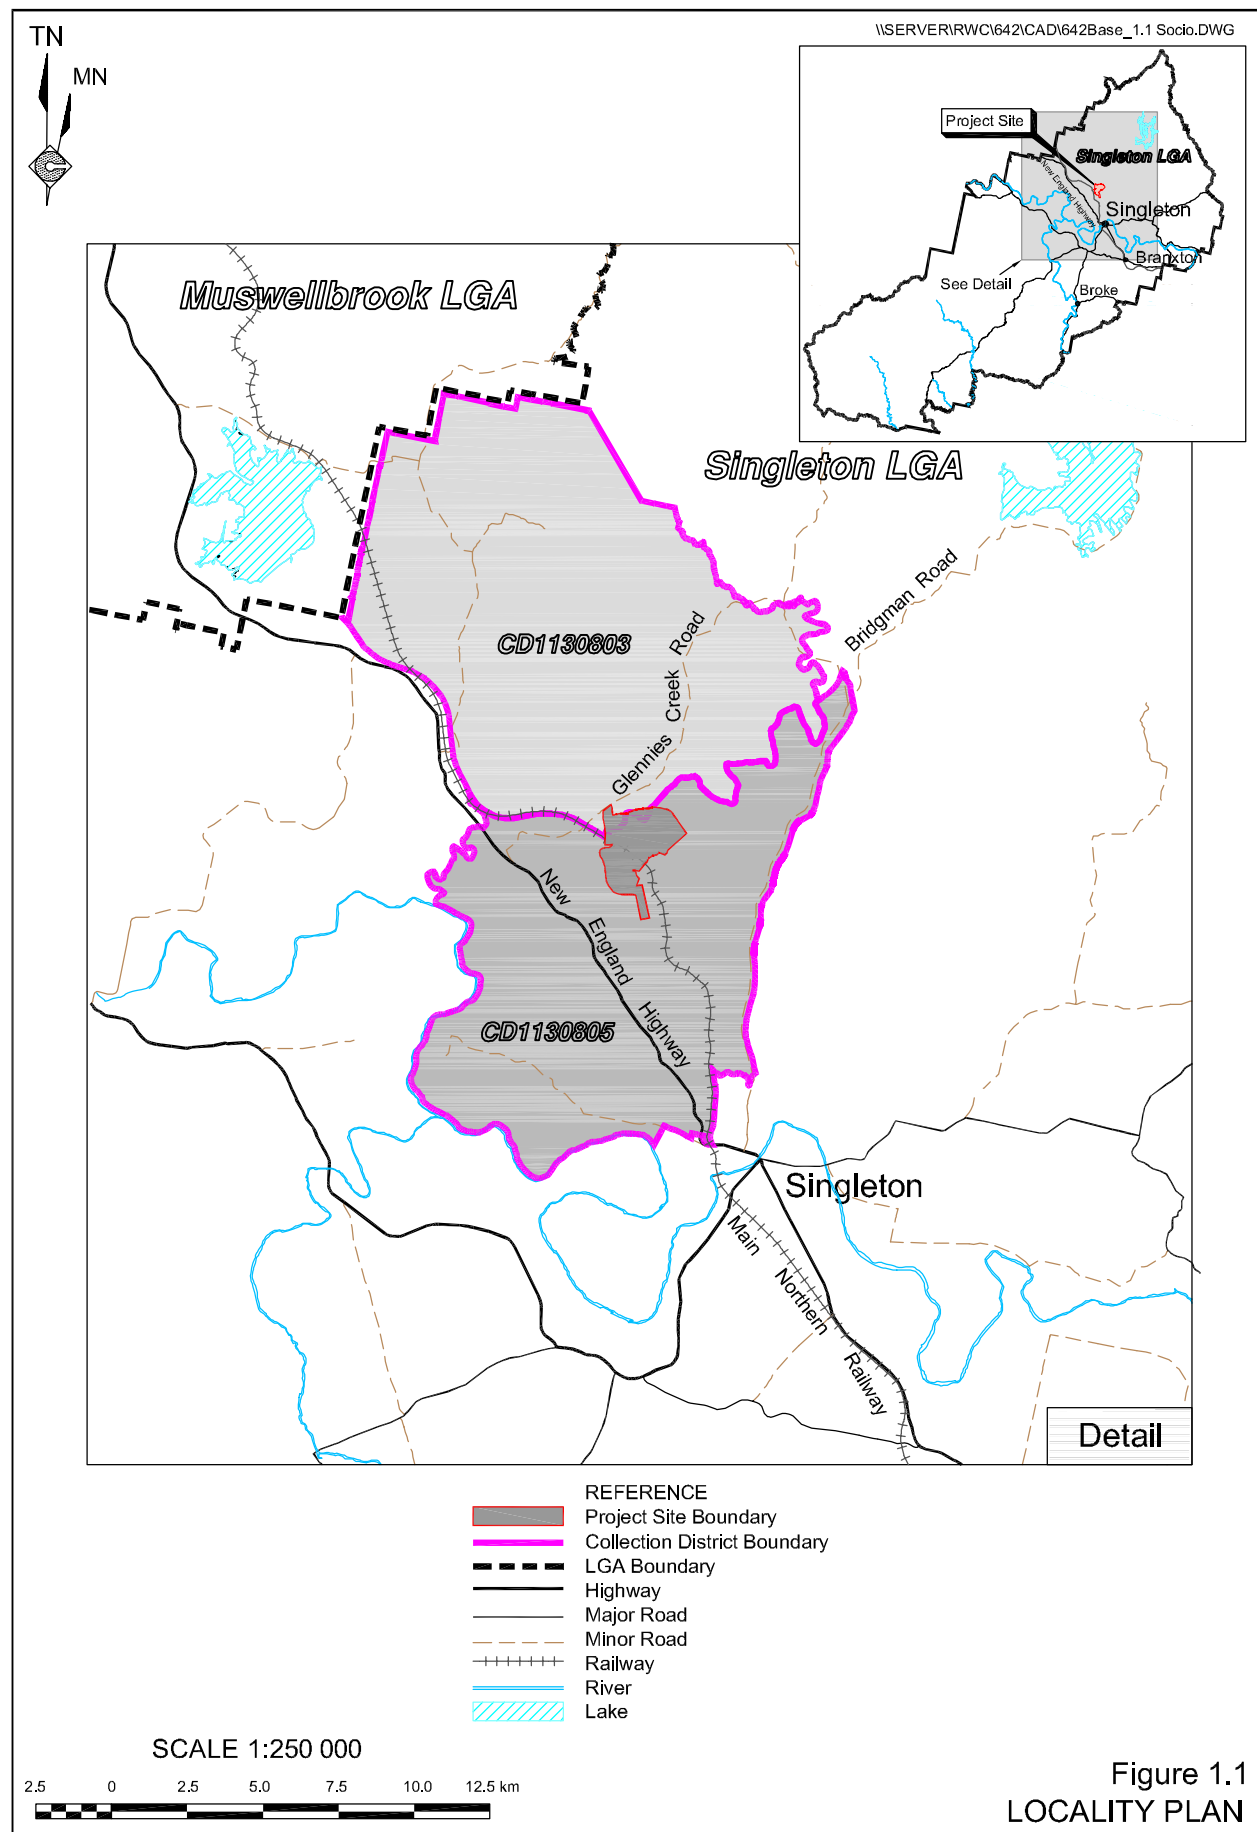 \\SERVER\RWC\642\CAD\642Base_1.1 Socio.DWG
TN
MN
Project Site
Singleton LGA
New England Highway
Singleton
Branxton
See Detail
Broke
Muswellbrook LGA
Singleton LGA
Bridgman Road
CD1130803
Glennies Creek Road
New England Highway
CD1130805
Singleton
Main Northern Railway
Detail
REFERENCE
Project Site Boundary
Collection District Boundary
LGA Boundary
Highway
Major Road
Minor Road
Railway
River
Lake
SCALE 1:250 000
2.5 0 2.5 5.0 7.5 10.0 12.5 km
Figure 1.1
LOCALITY PLAN